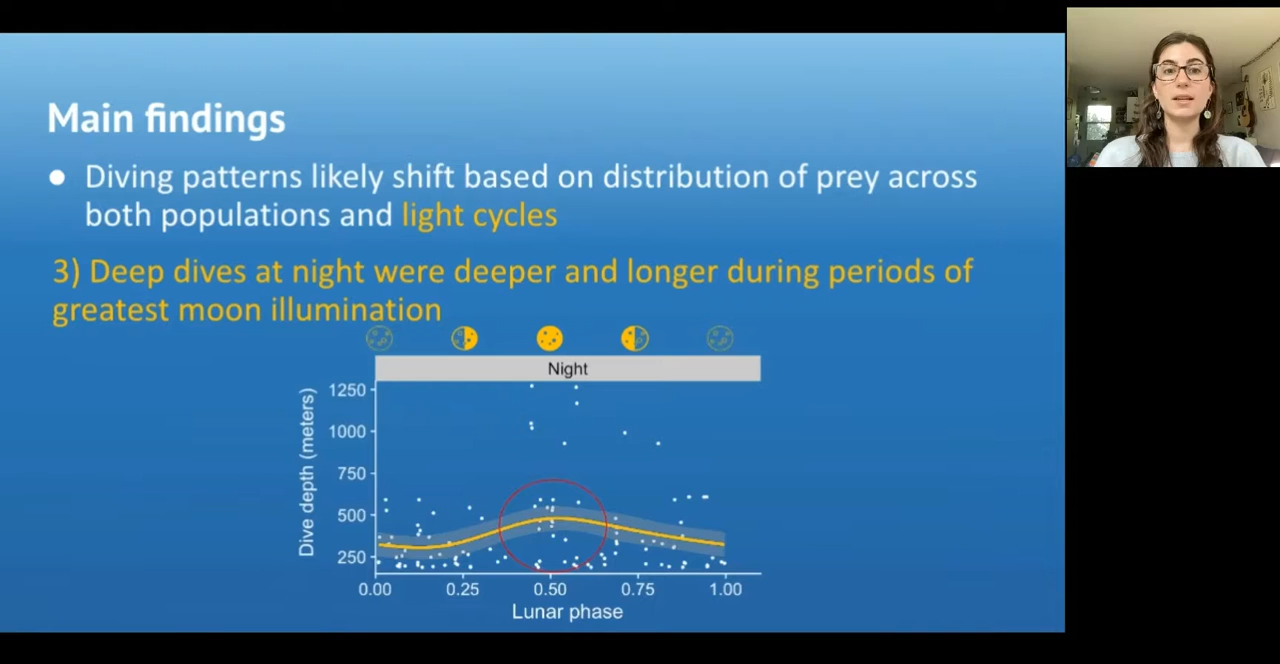 Main findings
● Diving patterns likely shift based on distribution of prey across
both populations and light cycles
3) Deep dives at night were deeper and longer during periods of
greatest moon illumination
Night
Dive depth (meters)
1250
1000
750
500
250
0.00 0.25 0.50 0.75 1.00
Lunar phase